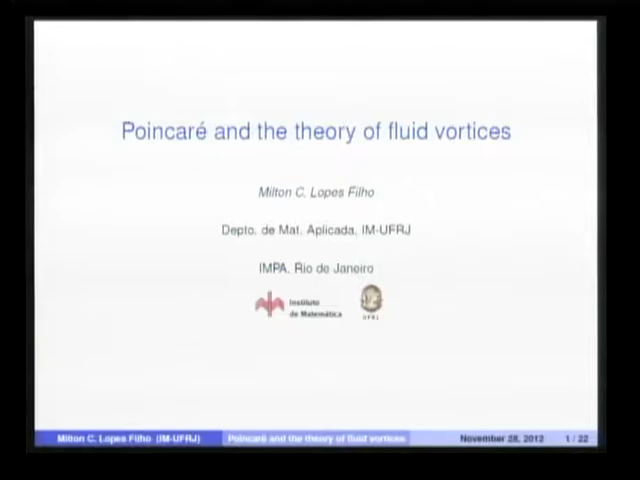 Poincaré and the theory of fluid vortices
Milton C. Lopes Filho
Depto. de Mat. Aplicada, IM-UFRJ
IMPA, Rio de Janeiro
Instituto
de Matemática
UFRJ
Milton C. Lopes Filho (IM-UFRJ) Poincaré and the theory of fluid vortices November 28, 2012 1 / 22